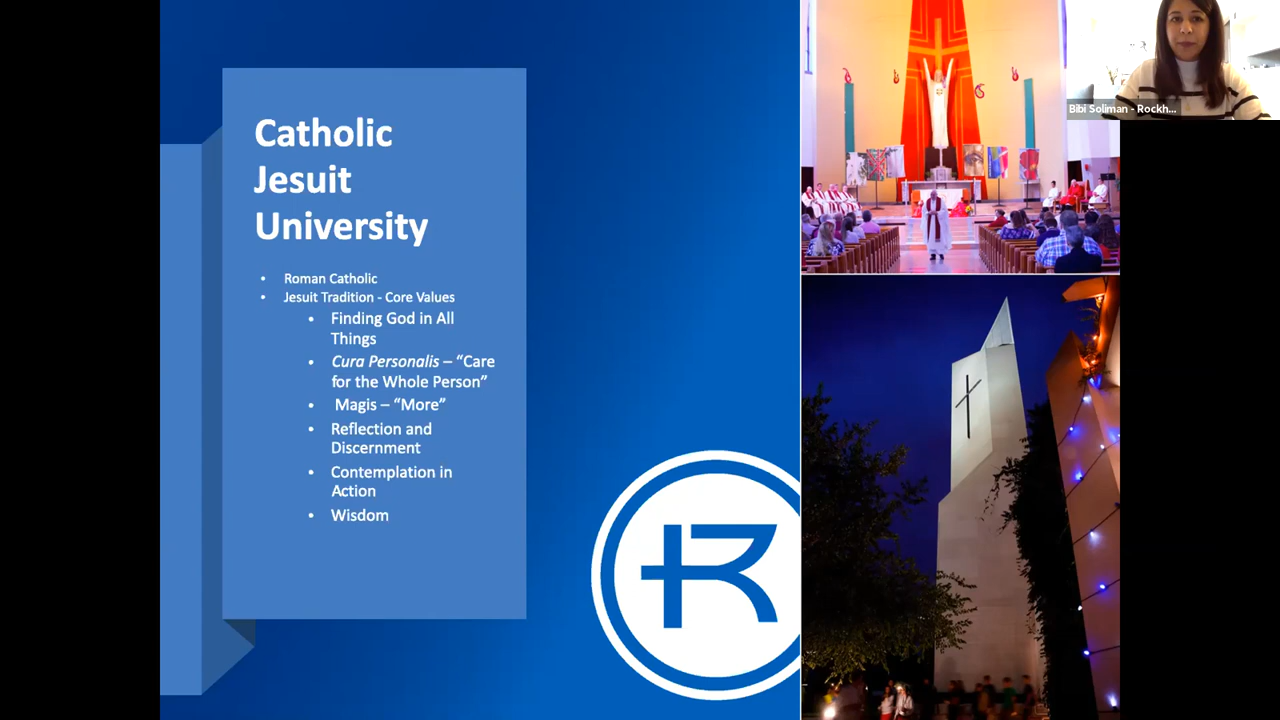 Catholic
Jesuit
University
• Roman Catholic
• Jesuit Tradition - Core Values
• Finding God in All
Things
• Cura Personalis – “Care
for the Whole Person”
• Magis – “More”
• Reflection and
Discernment
• Contemplation in
Action
• Wisdom
R
Bibi Soliman - Rockh...